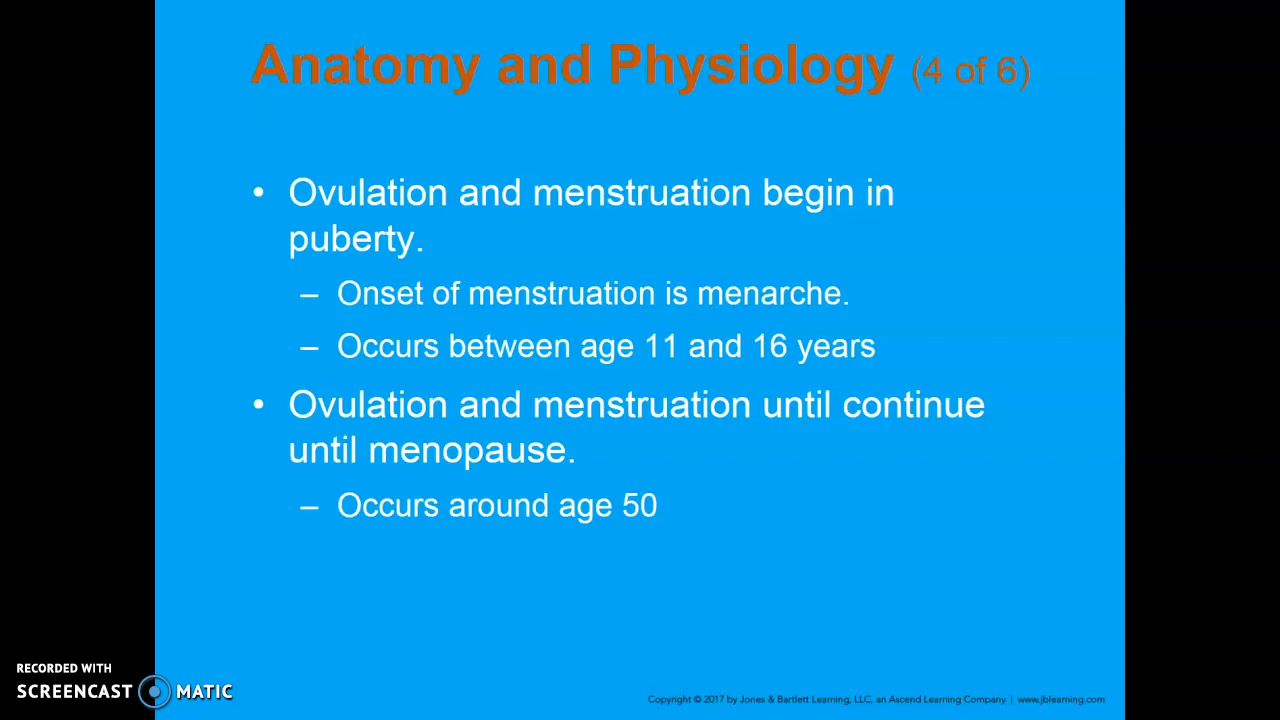 Anatomy and Physiology (4 of 6)
• Ovulation and menstruation begin in
puberty.
– Onset of menstruation is menarche.
– Occurs between age 11 and 16 years
• Ovulation and menstruation until continue
until menopause.
– Occurs around age 50
RECORDED WITH
SCREENCAST MATIC
Copyright © 2017 by Jones & Bartlett Learning, LLC, an Ascend Learning Company | www.jblearning.com